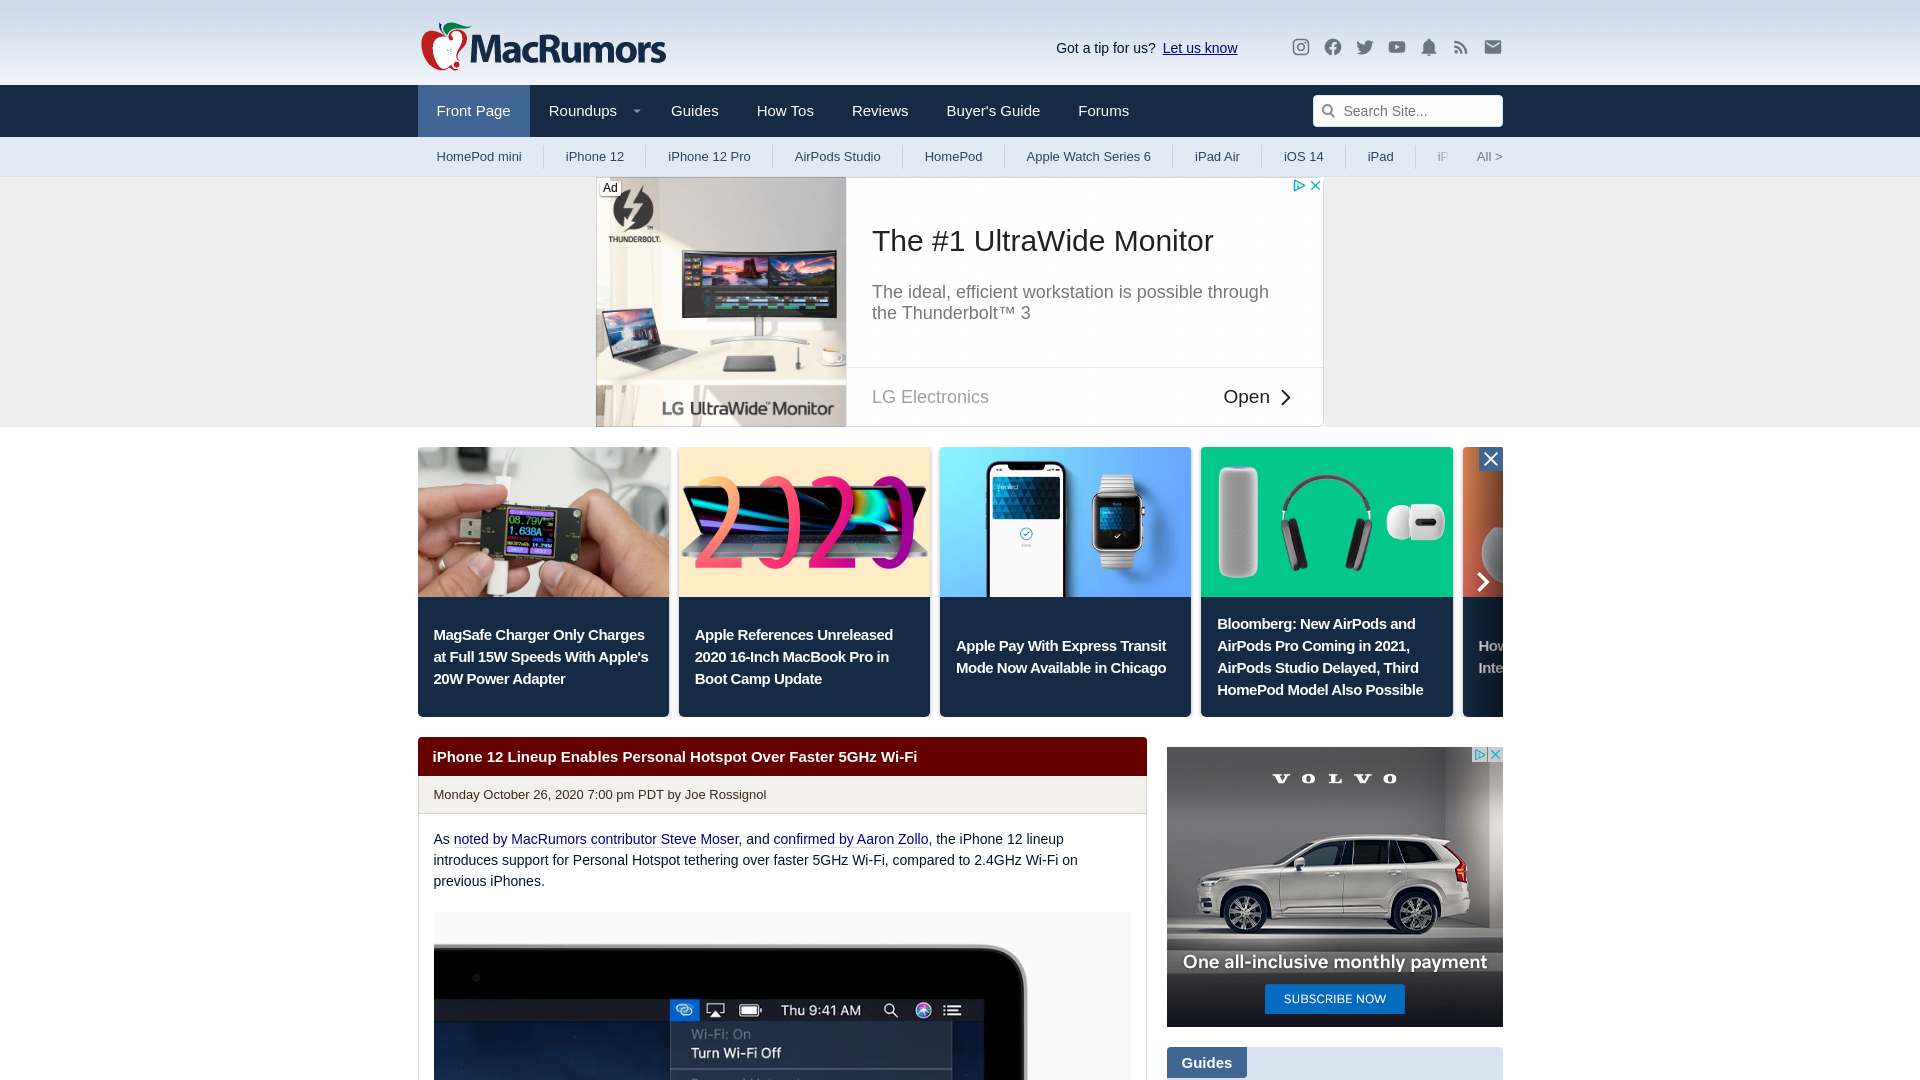 MacRumors
Got a tip for us? Let us know
Front Page
Roundups
Guides
How Tos
Reviews
Buyer's Guide
Forums
Search Site...
HomePod mini
iPhone 12
iPhone 12 Pro
AirPods Studio
HomePod
Apple Watch Series 6
iPad Air
iOS 14
iPad
iP
All >
Ad
THUNDERBOLT.
LG UltraWide™ Monitor
The #1 UltraWide Monitor
The ideal, efficient workstation is possible through
the Thunderbolt™ 3
LG Electronics
Open
08.79V
1.638A
2020
MagSafe Charger Only Charges
at Full 15W Speeds With Apple's
20W Power Adapter
Apple References Unreleased
2020 16-Inch MacBook Pro in
Boot Camp Update
Apple Pay With Express Transit
Mode Now Available in Chicago
Bloomberg: New AirPods and
AirPods Pro Coming in 2021,
AirPods Studio Delayed, Third
HomePod Model Also Possible
How
Inte
iPhone 12 Lineup Enables Personal Hotspot Over Faster 5GHz Wi-Fi
Monday October 26, 2020 7:00 pm PDT by Joe Rossignol
As noted by MacRumors contributor Steve Moser, and confirmed by Aaron Zollo, the iPhone 12 lineup
introduces support for Personal Hotspot tethering over faster 5GHz Wi-Fi, compared to 2.4GHz Wi-Fi on
previous iPhones.
Thu 9:41 AM
Wi-Fi: On
Turn Wi-Fi Off
VOLVO
One all-inclusive monthly payment
SUBSCRIBE NOW
Guides